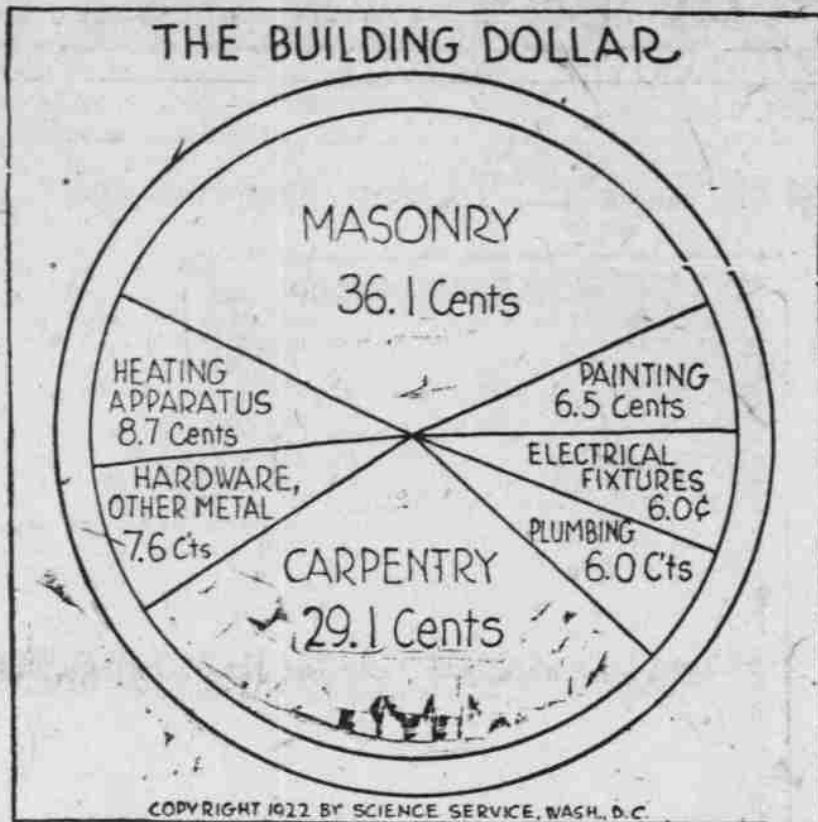 THE BUILDING DOLLAR
MASONRY
36.1 Cents
HEATING
APPARATUS
8.7 Cents
PAINTING
6.5 Cents
HARDWARE,
OTHER METAL
7.6 C'ts
ELECTRICAL
FIXTURES
6.0¢
PLUMBING
6.0 C'ts
CARPENTRY
29.1 Cents
COPYRIGHT 1922 BY SCIENCE SERVICE, WASH., D.C.